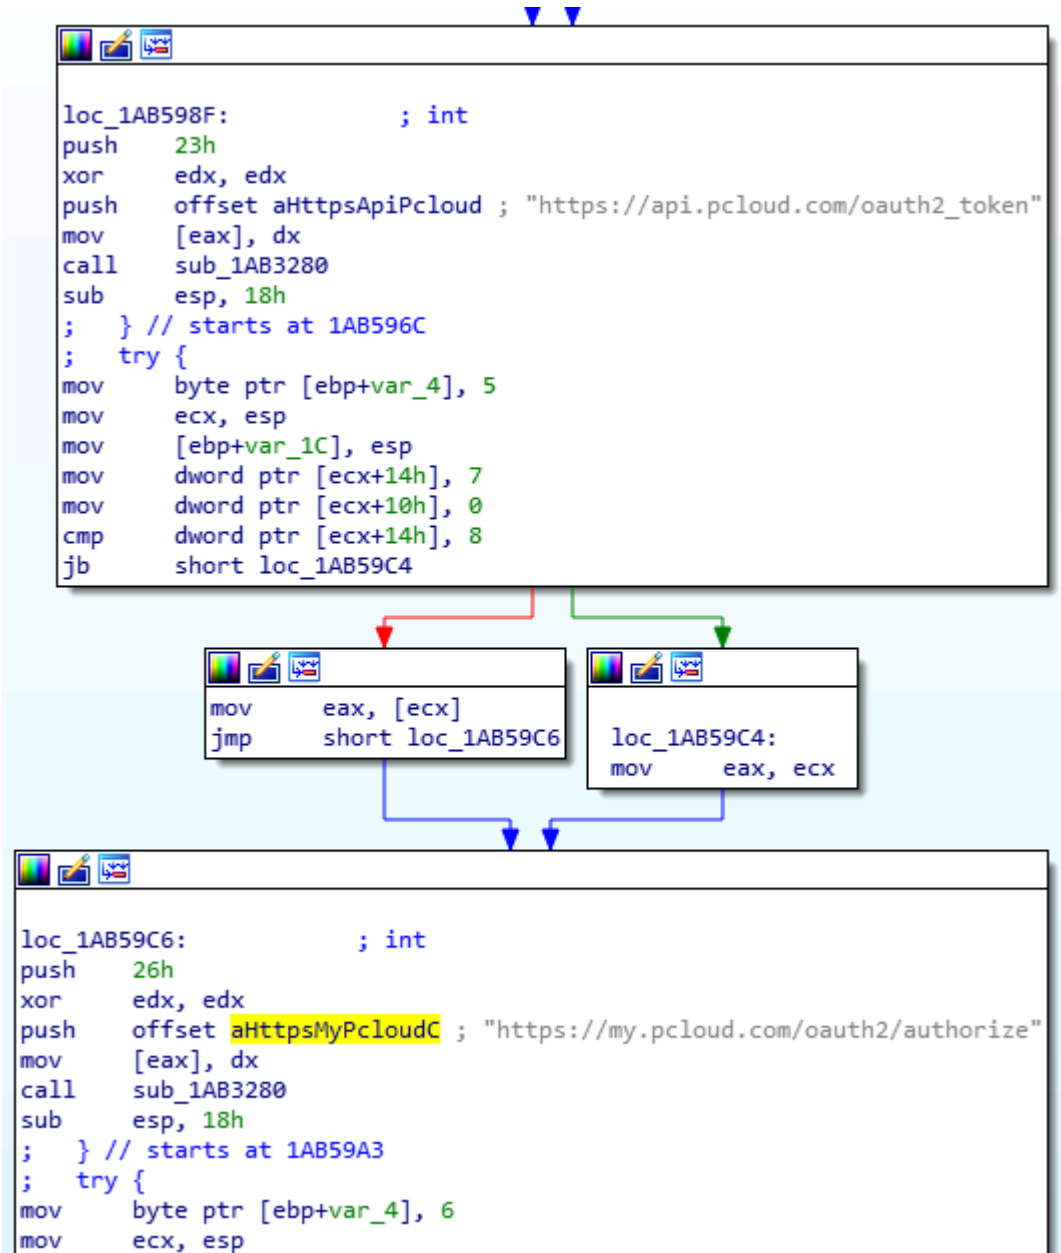 loc_1AB598F: ; int
push 23h
xor edx, edx
push offset aHttpsApiPcloud ; "https://api.pcloud.com/oauth2_token"
mov [eax], dx
call sub_1AB3280
sub esp, 18h
; } // starts at 1AB596C
; try {
mov byte ptr [ebp+var_4], 5
mov ecx, esp
mov [ebp+var_1C], esp
mov dword ptr [ecx+14h], 7
mov dword ptr [ecx+10h], 0
cmp dword ptr [ecx+14h], 8
jb short loc_1AB59C4
mov eax, [ecx]
jmp short loc_1AB59C6
loc_1AB59C4:
mov eax, ecx
loc_1AB59C6: ; int
push 26h
xor edx, edx
push offset aHttpsMyPcloudC ; "https://my.pcloud.com/oauth2/authorize"
mov [eax], dx
call sub_1AB3280
sub esp, 18h
; } // starts at 1AB59A3
; try {
mov byte ptr [ebp+var_4], 6
mov ecx, esp